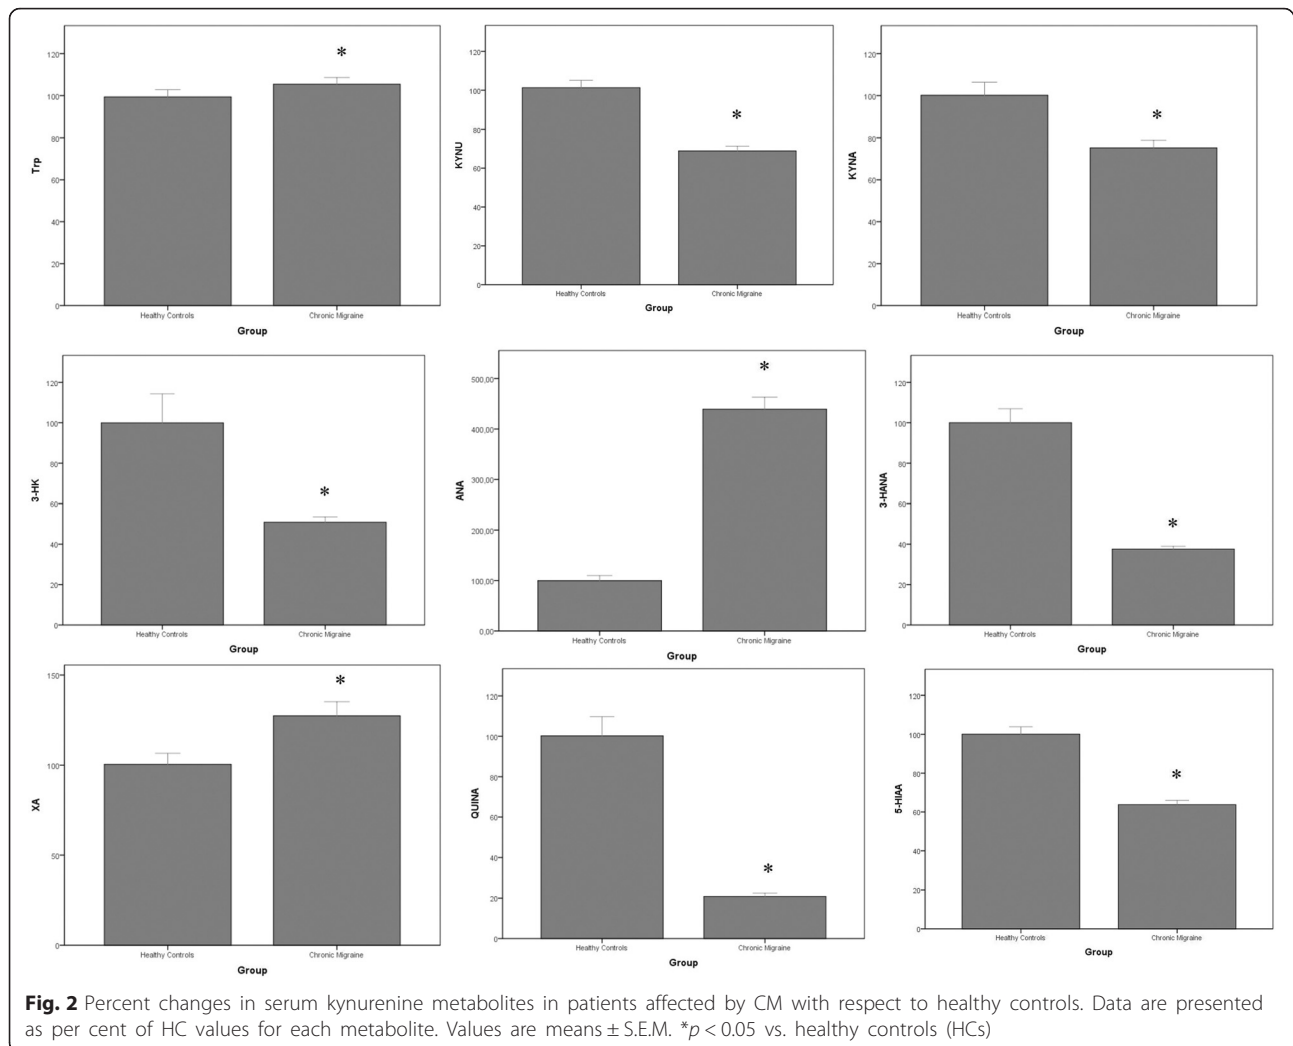 120
*
100
80
60
40
20
0
Trp
Healthy Controls
Chronic Migraine
Group
120
100
*
80
60
40
20
0
KYNU
Healthy Controls
Chronic Migraine
Group
120
100
*
80
60
40
20
0
KYNA
Healthy Controls
Chronic Migraine
Group
120
100
80
60
*
40
20
0
3-HK
Healthy Controls
Chronic Migraine
Group
500,00
*
400,00
300,00
200,00
100,00
0,00
ANA
Healthy Controls
Chronic Migraine
Group
120
100
80
60
*
40
20
0
3-HANA
Healthy Controls
Chronic Migraine
Group
150
*
100
50
0
XA
Healthy Controls
Chronic Migraine
Group
120
100
80
60
40
*
20
0
QUINA
Healthy Controls
Chronic Migraine
Group
120
100
80
*
60
40
20
0
5-HIAA
Healthy Controls
Chronic Migraine
Group
Fig. 2 Percent changes in serum kynurenine metabolites in patients affected by CM with respect to healthy controls. Data are presented
as per cent of HC values for each metabolite. Values are means ± S.E.M. *p < 0.05 vs. healthy controls (HCs)